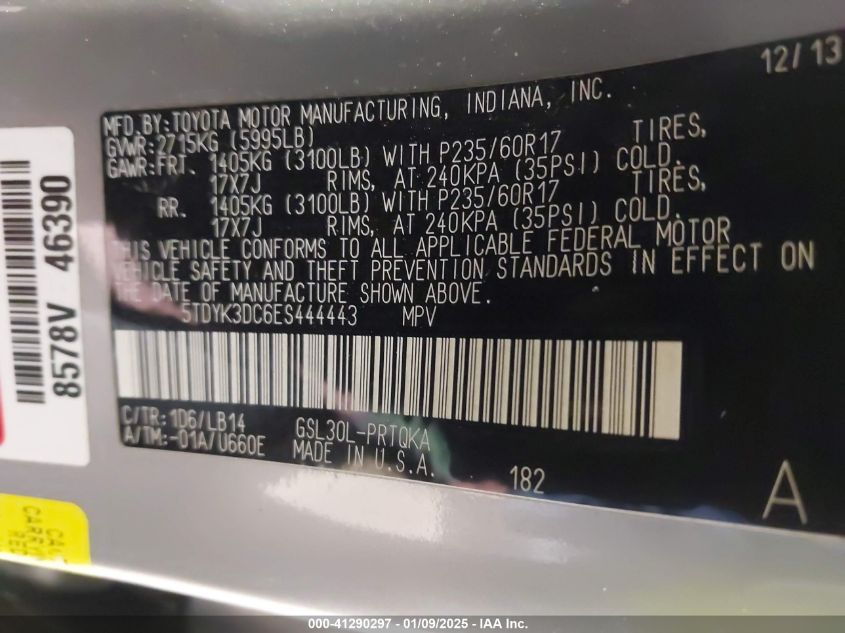 12/13
MFD.BY:TOYOTA MOTOR MANUFACTURING, INDIANA, INC.
GVWR:2715KG (5995LB)
GAWR:FRT. 1405KG (3100LB) WITH P235/60R17 TIRES,
17X7J RIMS, AT 240KPA (35PSI) COLD.
RR. 1405KG (3100LB) WITH P235/60R17 TIRES,
17X7J RIMS, AT 240KPA (35PSI) COLD.
THIS VEHICLE CONFORMS TO ALL APPLICABLE FEDERAL MOTOR
VEHICLE SAFETY AND THEFT PREVENTION STANDARDS IN EFFECT ON
THE DATE OF MANUFACTURE SHOWN ABOVE.
5TDYK3DC6ES444443 MPV
C/TR:1D6/LB14 GSL30L-PRTQKA
A/TM:-01A/U660E MADE IN U.S.A.
182
A
8578V 46390
000-41290297 - 01/09/2025 - IAA Inc.